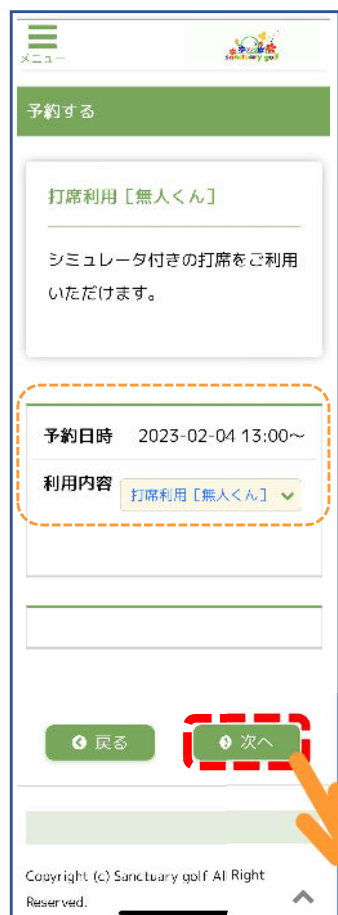 メニュー
sanctuary golf
予約する
打席利用［無人くん］
シミュレータ付きの打席をご利用
いただけます。
予約日時 2023-02-04 13:00～
利用内容 打席利用［無人くん］
戻る 次へ
Copyright (c) Sanctuary golf All Right
Reserved.